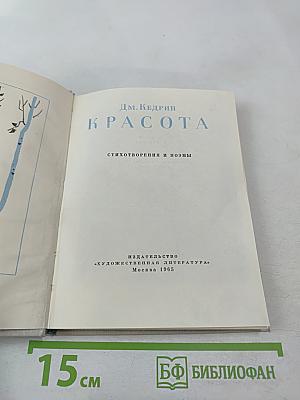 Дм. Кедрин
КРАСОТА
СТИХОТВОРЕНИЯ И ПОЭМЫ
ИЗДАТЕЛЬСТВО
«ХУДОЖЕСТВЕННАЯ ЛИТЕРАТУРА»
Москва 1965
15 см
БФ БИБЛИОФАН